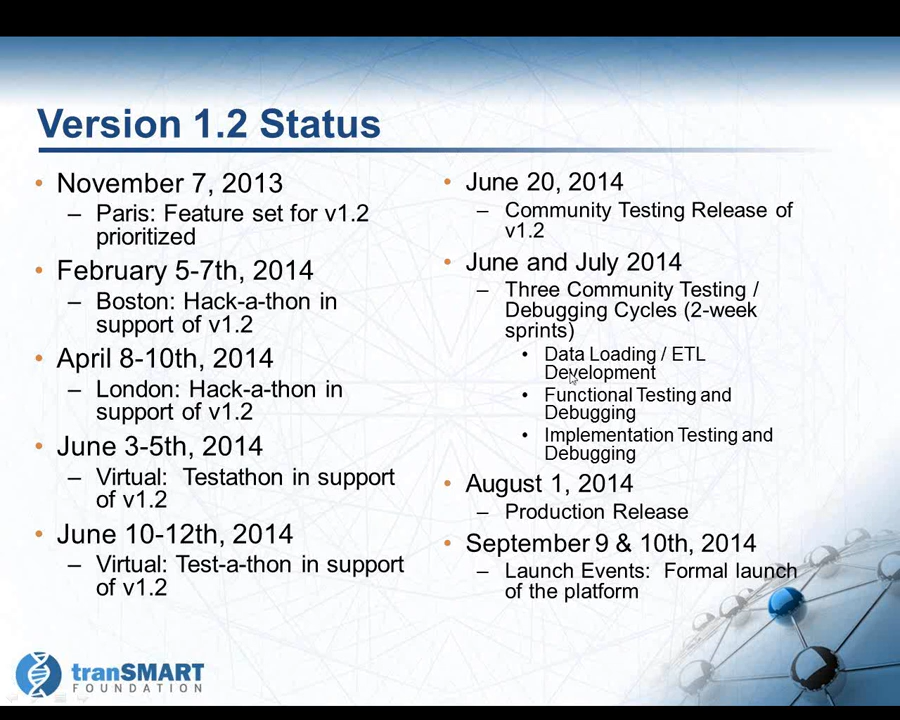 Version 1.2 Status
• November 7, 2013
– Paris: Feature set for v1.2
prioritized
• February 5-7th, 2014
– Boston: Hack-a-thon in
support of v1.2
• April 8-10th, 2014
– London: Hack-a-thon in
support of v1.2
• June 3-5th, 2014
– Virtual:  Testathon in support
of v1.2
• June 10-12th, 2014
– Virtual: Test-a-thon in support
of v1.2
• June 20, 2014
– Community Testing Release of
v1.2
• June and July 2014
– Three Community Testing /
Debugging Cycles (2-week
sprints)
• Data Loading / ETL
Development
• Functional Testing and
Debugging
• Implementation Testing and
Debugging
• August 1, 2014
– Production Release
• September 9 & 10th, 2014
– Launch Events:  Formal launch
of the platform
tranSMART
FOUNDATION